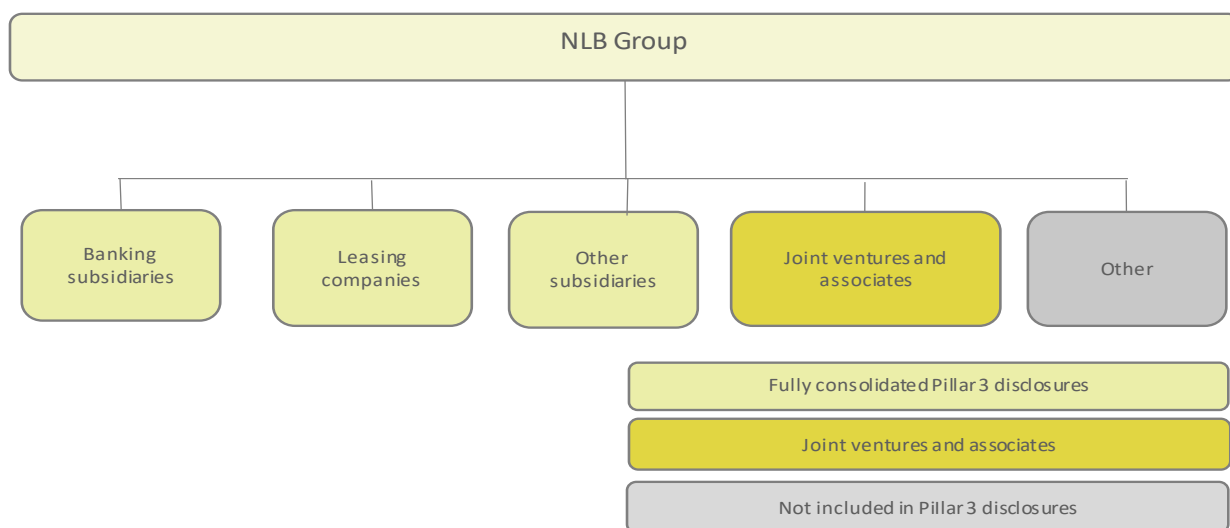 NLB Group
Banking
subsidiaries
Leasing
companies
Other
subsidiaries
Joint ventures and
associates
Other
Fully consolidated Pillar 3 disclosures
Joint ventures and associates
Not included in Pillar 3 disclosures